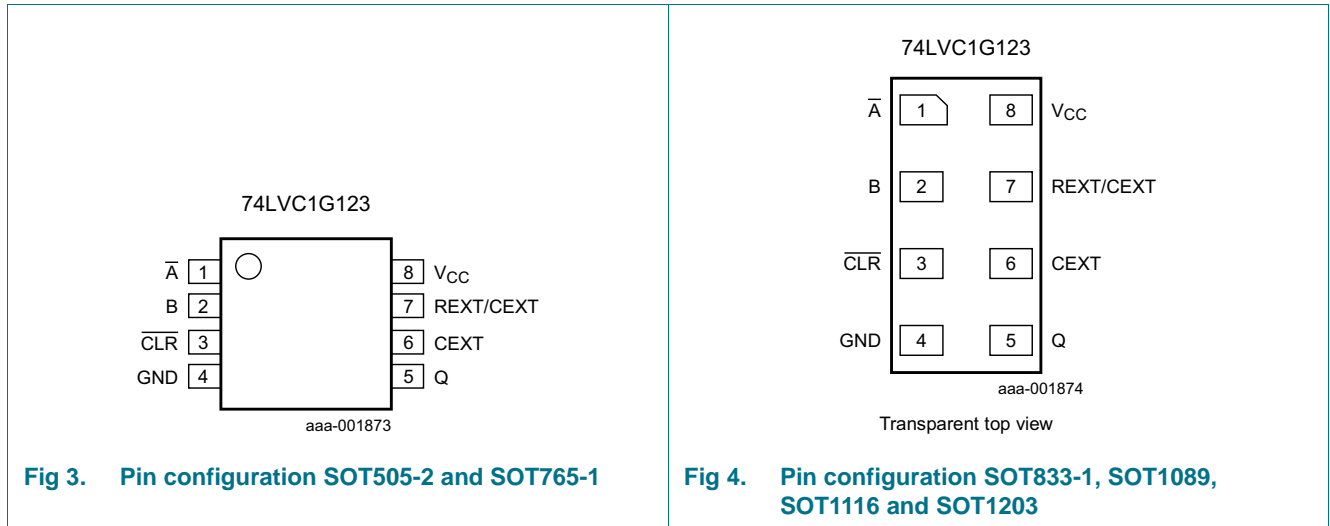 74LVC1G123
A̅ 1 8 VCC
B 2 7 REXT/CEXT
C̅L̅R̅ 3 6 CEXT
GND 4 5 Q
aaa-001873
Fig 3. Pin configuration SOT505-2 and SOT765-1
74LVC1G123
A̅ 1 8 VCC
B 2 7 REXT/CEXT
C̅L̅R̅ 3 6 CEXT
GND 4 5 Q
aaa-001874
Transparent top view
Fig 4. Pin configuration SOT833-1, SOT1089,
SOT1116 and SOT1203